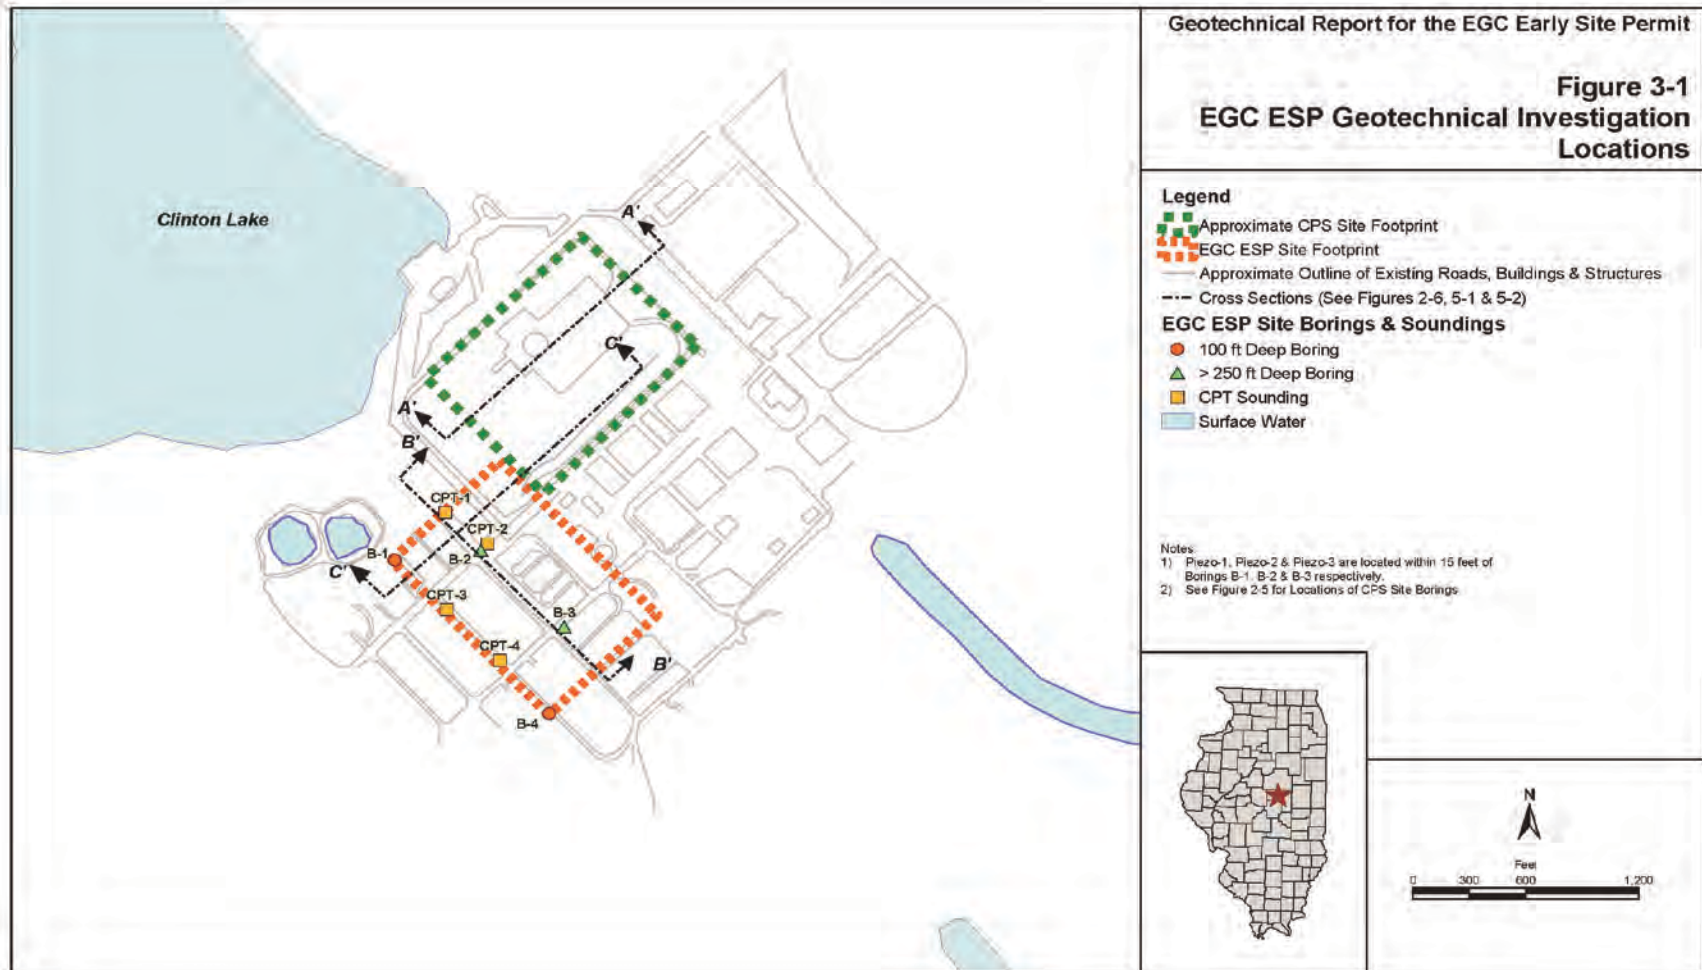 Geotechnical Report for the EGC Early Site Permit
Figure 3-1
EGC ESP Geotechnical Investigation
Locations
Legend
Approximate CPS Site Footprint
EGC ESP Site Footprint
Approximate Outline of Existing Roads, Buildings & Structures
Cross Sections (See Figures 2-6, 5-1 & 5-2)
EGC ESP Site Borings & Soundings
100 ft Deep Boring
> 250 ft Deep Boring
CPT Sounding
Surface Water
Notes
1) Piezo-1, Piezo-2 & Piezo-3 are located within 15 feet of
Borings B-1, B-2 & B-3 respectively.
2) See Figure 2-5 for Locations of CPS Site Borings
N
Feet
0 300 600 1,200
Clinton Lake
A'
C'
A'
B'
CPT-1
CPT-2
B-1
B-2
C'
CPT-3
B-3
CPT-4
B'
B-4